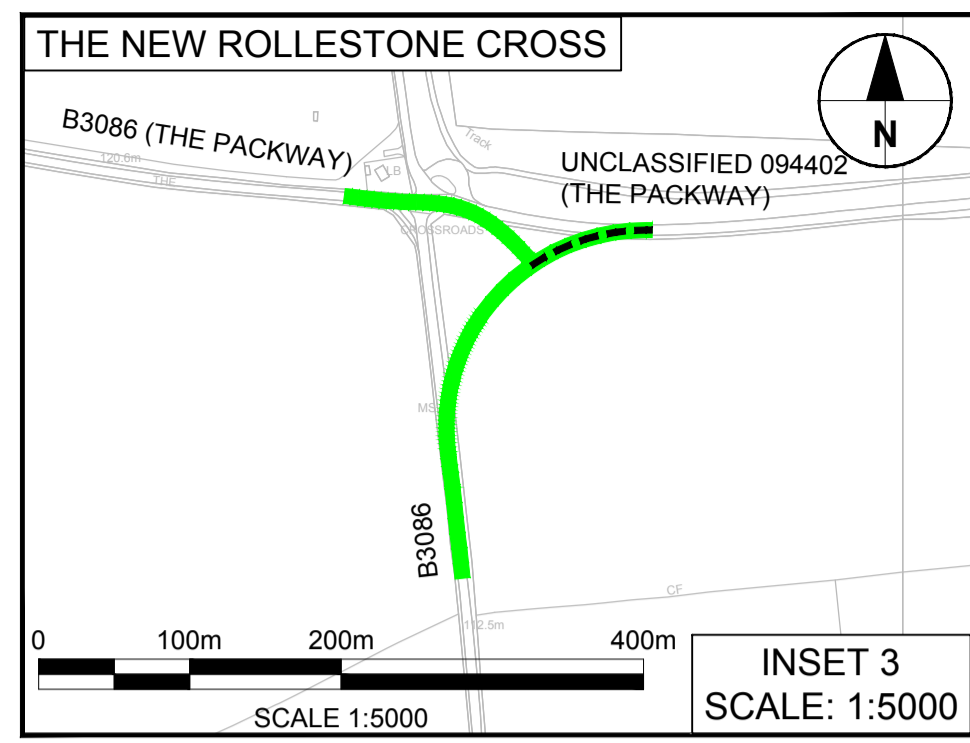 THE NEW ROLLESTONE CROSS
B3086 (THE PACKWAY)
120.6m
THE
LB
Track
N
UNCLASSIFIED 094402
(THE PACKWAY)
CROSSROADS
MS
B3086
CF
112.5m
0 100m 200m 400m
SCALE 1:5000
INSET 3
SCALE: 1:5000